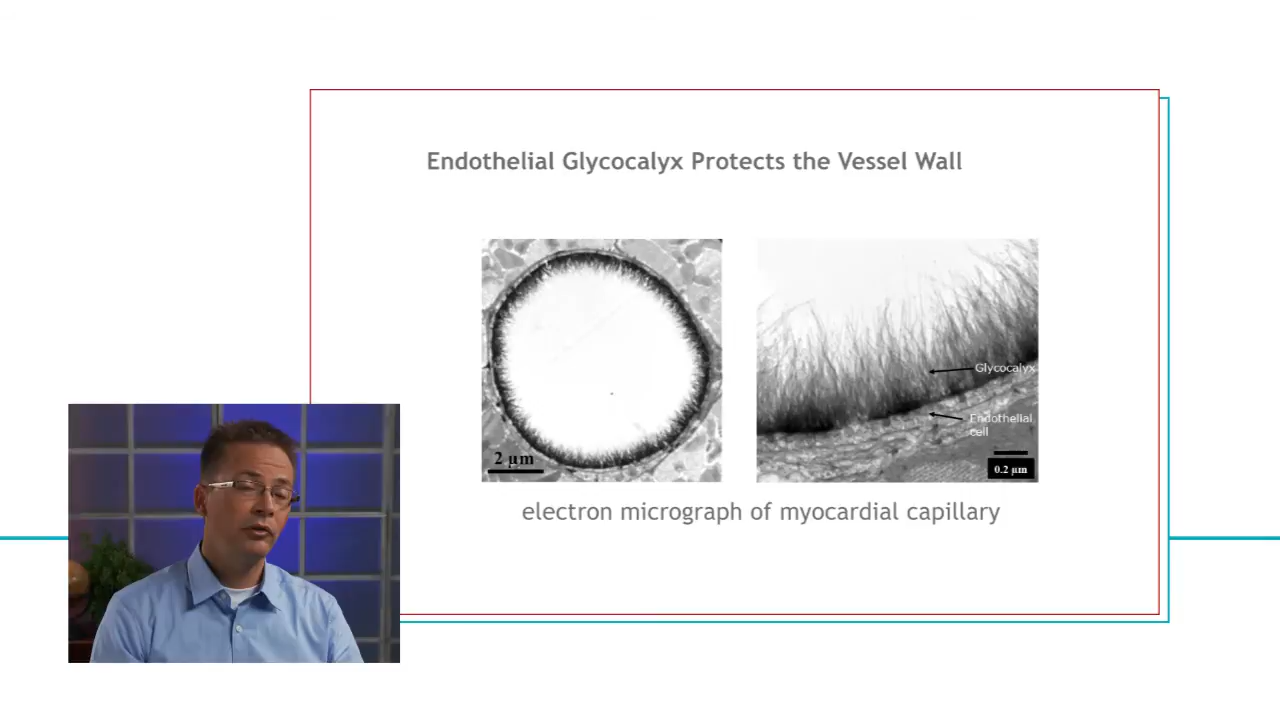 Endothelial Glycocalyx Protects the Vessel Wall
2 µm
Glycocalyx
Endothelial
cell
0.2 µm
electron micrograph of myocardial capillary